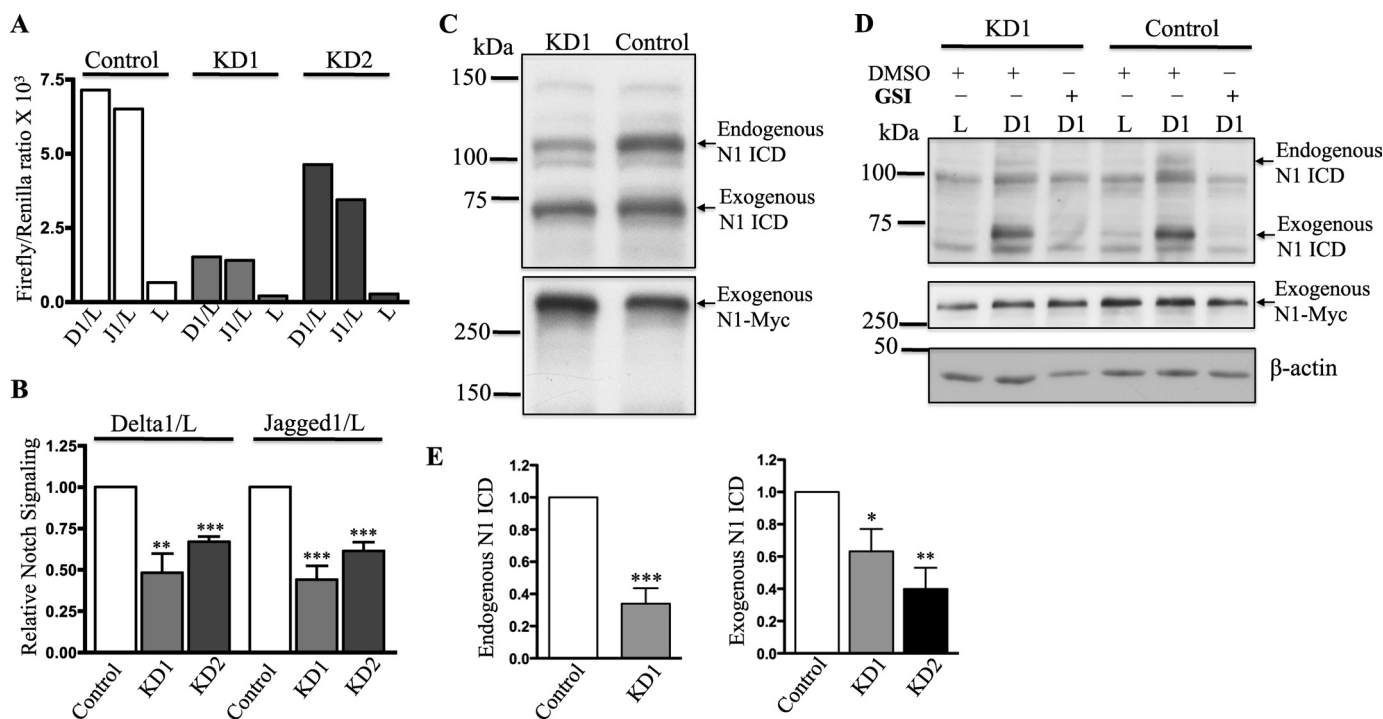 A
Control KD1 KD2
Firefly/Renilla ratio X 10³
7.5
5.0
2.5
0.0
D1/L J1/L L D1/L J1/L L D1/L J1/L L
B
Delta1/L Jagged1/L
Relative Notch Signaling
1.25
1.00
0.75
0.50
0.25
0.00
** *** *** ***
Control KD1 KD2 Control KD1 KD2
C
kDa KD1 Control
150
100
75
Endogenous
N1 ICD
Exogenous
N1 ICD
250
150
Exogenous
N1-Myc
D
KD1 Control
DMSO + + – + + –
GSI – – + – – +
kDa L D1 D1 L D1 D1
100
75
Endogenous
N1 ICD
Exogenous
N1 ICD
250
Exogenous
N1-Myc
50
β-actin
E
Endogenous N1 ICD
1.2
1.0
0.8
0.6
0.4
0.2
0.0
***
Control KD1
Exogenous N1 ICD
1.2
1.0
0.8
0.6
0.4
0.2
0.0
* **
Control KD1 KD2